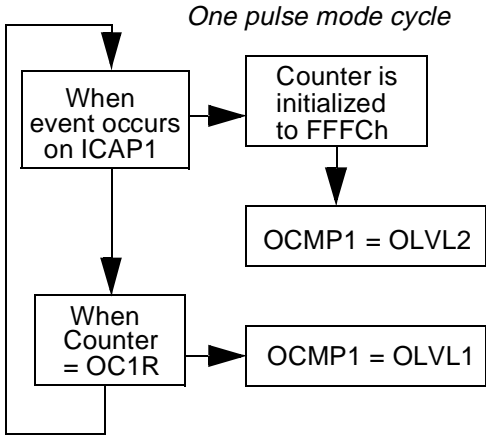 One pulse mode cycle
When
event occurs
on ICAP1
Counter is
initialized
to FFFCh
OCMP1 = OLVL2
When
Counter
= OC1R
OCMP1 = OLVL1